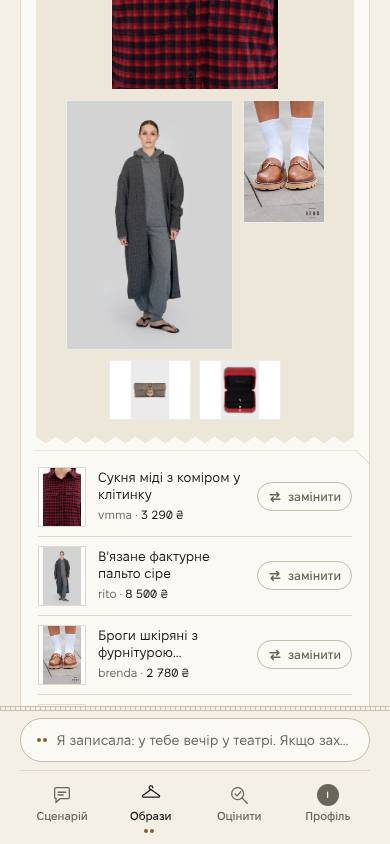 Сукня міді з коміром у
клітинку
vmma · 3 290 ₴
замінити
В'язане фактурне
пальто сіре
rito · 8 500 ₴
замінити
Броги шкіряні з
фурнітурою...
brenda · 2 780 ₴
замінити
Я записала: у тебе вечір у театрі. Якщо зах...
Сценарій
Образи
Оцінити
І
Профіль